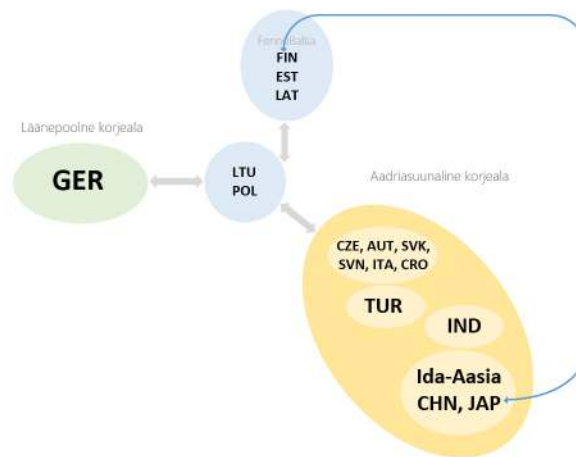 FennoBaltia
FIN
EST
LAT
Läänepoolne korjeala
GER
LTU
POL
Aadriasuunaline korjeala
CZE, AUT, SVK,
SVN, ITA, CRO
TUR
IND
Ida-Aasia
CHN, JAP